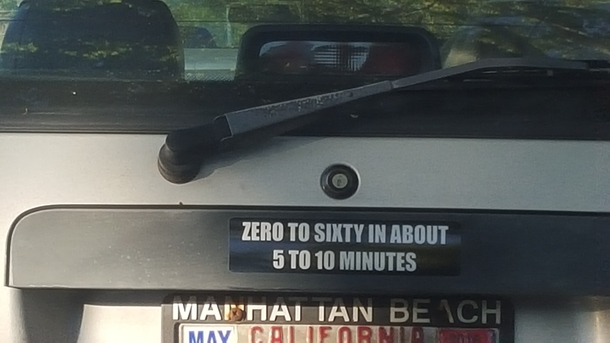 ZERO TO SIXTY IN ABOUT
5 TO 10 MINUTES
MANHATTAN BEACH
MAY CALIFORNIA